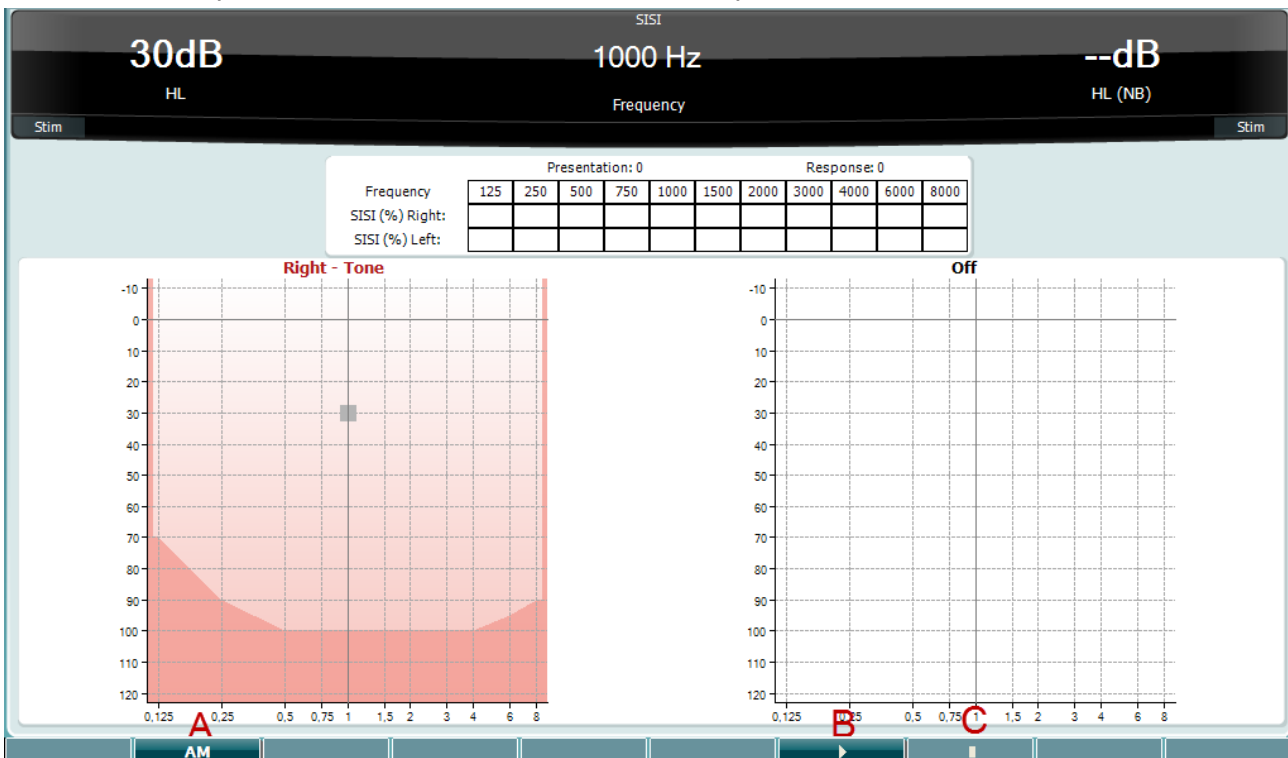 SISI
30dB 1000 Hz --dB
HL Frequency HL (NB)
Stim Stim
Presentation: 0 Response: 0
Frequency 125 250 500 750 1000 1500 2000 3000 4000 6000 8000
SISI (%) Right:
SISI (%) Left:
Right - Tone Off
-10 -10
0 0
10 10
20 20
30 30
40 40
50 50
60 60
70 70
80 80
90 90
100 100
110 110
120 120
0,125 0,25 0,5 0,75 1 1,5 2 3 4 6 8 0,125 0,25 0,5 0,75 1 1,5 2 3 4 6 8
A B C
AM